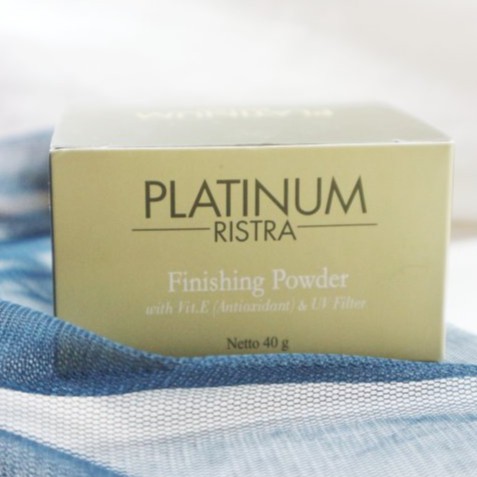 PLATINUM
RISTRA
Finishing Powder
with Vit.E (Antioxidant) & UV Filter
Netto 40 g